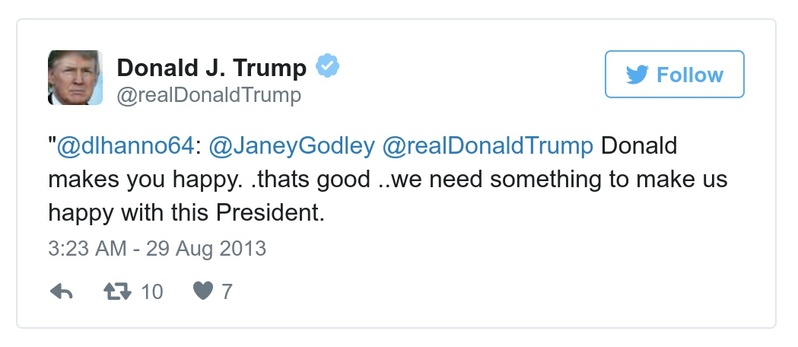 Donald J. Trump
@realDonaldTrump
Follow
"@dlhanno64: @JaneyGodley @realDonaldTrump Donald
makes you happy. .thats good ..we need something to make us
happy with this President.
3:23 AM - 29 Aug 2013
10 7